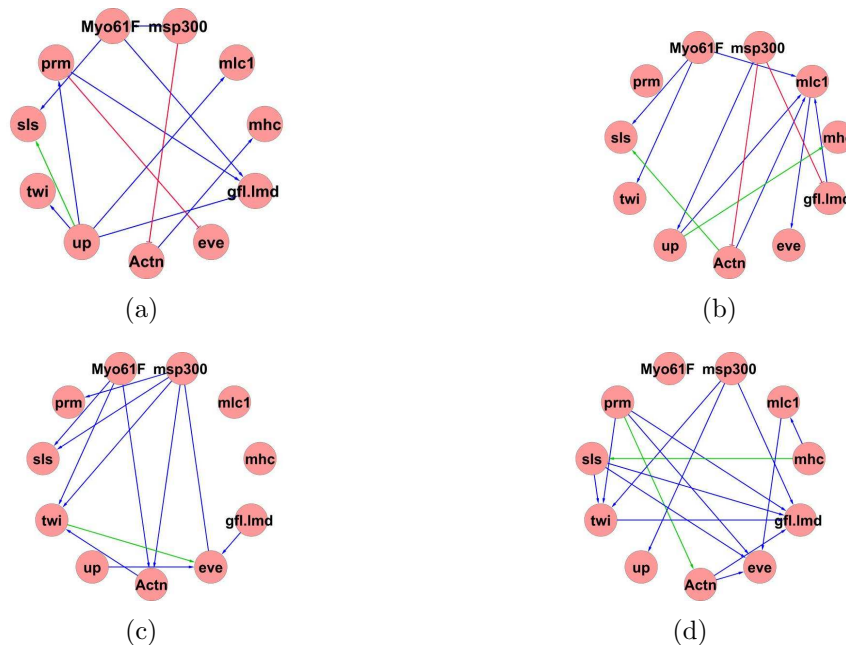 Myo61F msp300
prm mlc1
sls mhc
twi gfl.lmd
up eve
Actn
(a)
Myo61F msp300
prm mlc1
sls mhc
twi gfl.lmd
up eve
Actn
(b)
Myo61F msp300
prm mlc1
sls mhc
twi gfl.lmd
up eve
Actn
(c)
Myo61F msp300
prm mlc1
sls mhc
twi gfl.lmd
up eve
Actn
(d)